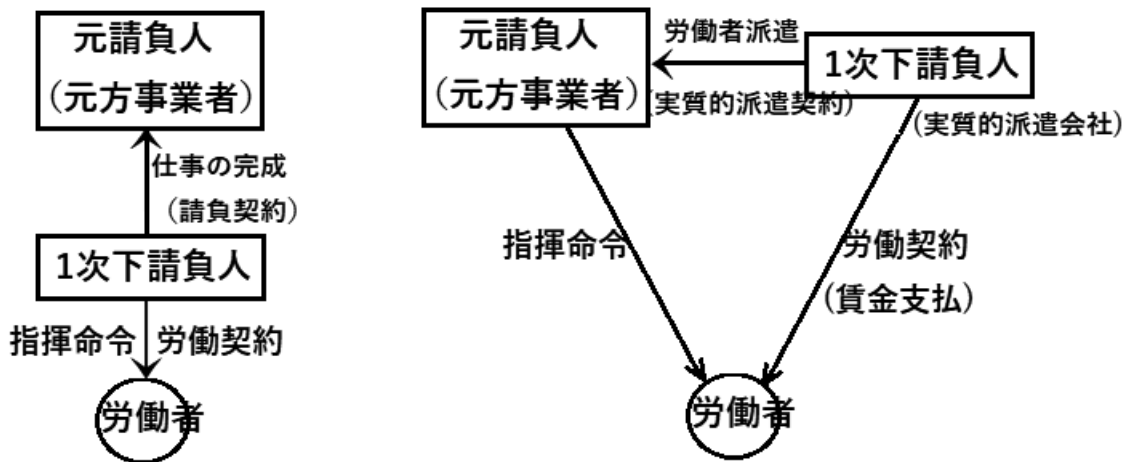 元請負人
（元方事業者）
仕事の完成
（請負契約）
1次下請負人
指揮命令
労働契約
労働者
元請負人
（元方事業者）
労働者派遣
(実質的派遣契約)
1次下請負人
(実質的派遣会社)
指揮命令
労働契約
(賃金支払)
労働者